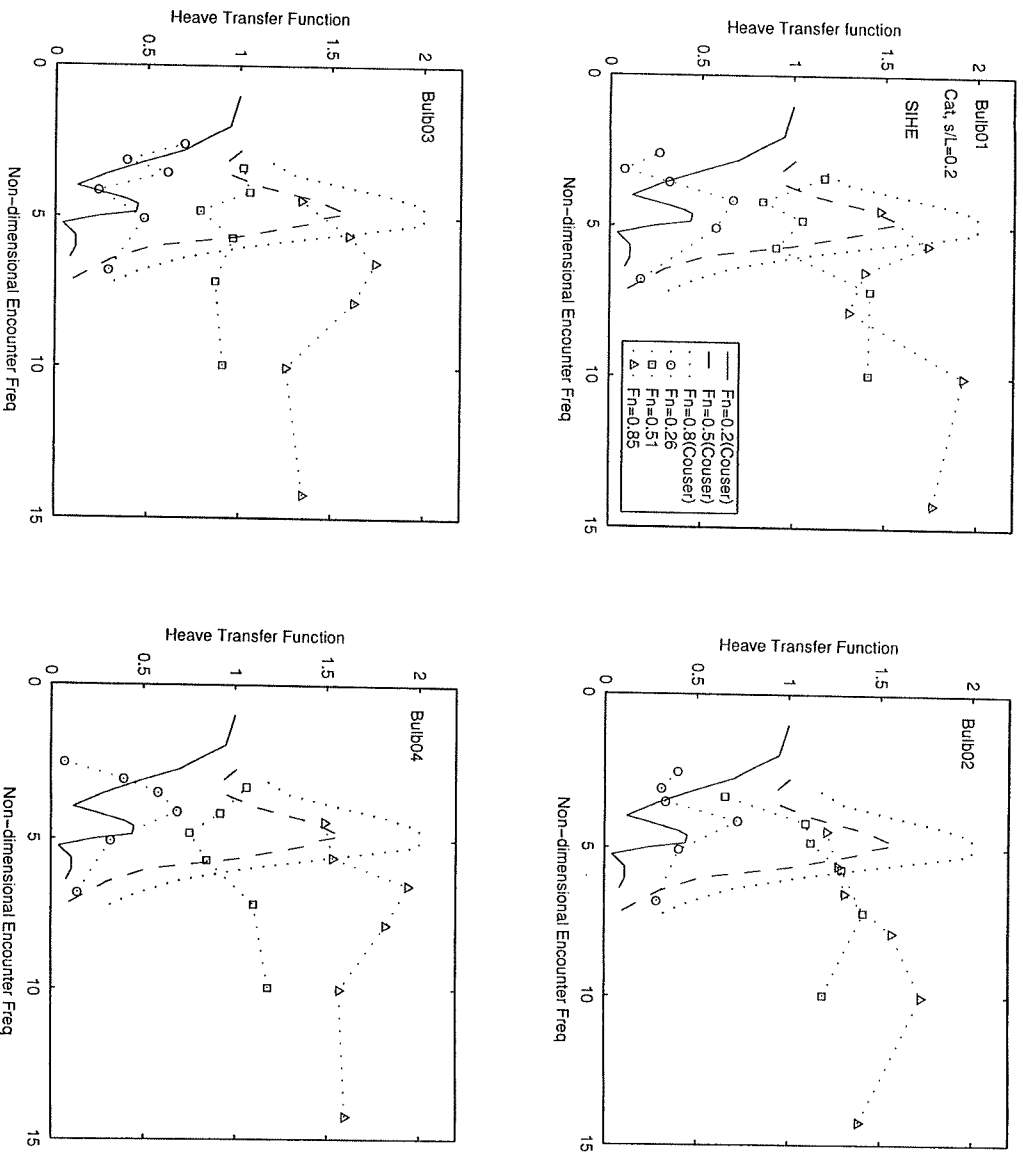 Bulb01
Cat, s/L=0.2
SIHE
Heave Transfer function
2
1.5
1
0.5
0
Fn=0.2(Couser)
Fn=0.5(Couser)
Fn=0.8(Couser)
Fn=0.26
Fn=0.51
Fn=0.85
0 5 10 15
Non-dimensional Encounter Freq
Bulb02
Heave Transfer Function
2
1.5
1
0.5
0
0 5 10 15
Non-dimensional Encounter Freq
Bulb03
Heave Transfer Function
2
1.5
1
0.5
0
0 5 10 15
Non-dimensional Encounter Freq
Bulb04
Heave Transfer Function
2
1.5
1
0.5
0
0 5 10 15
Non-dimensional Encounter Freq